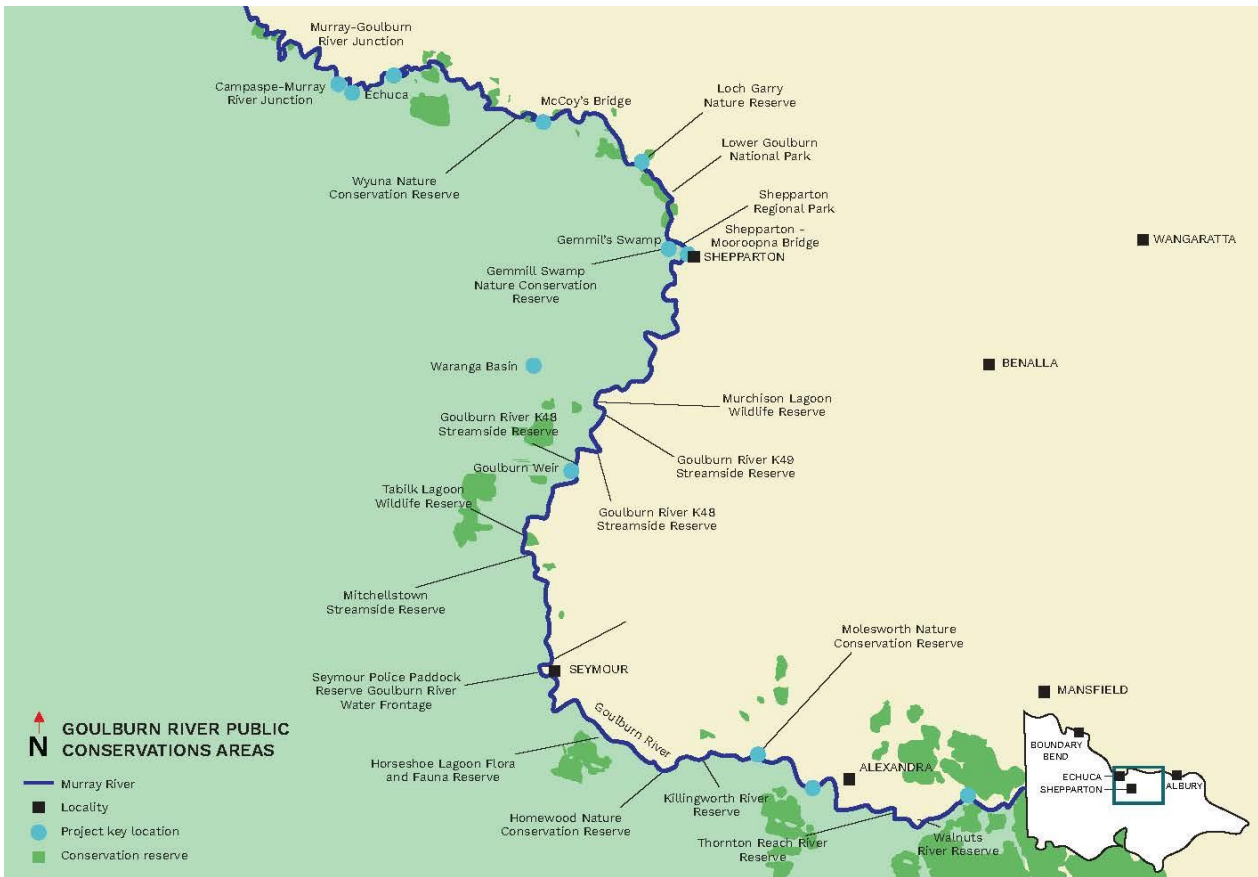 Murray-Goulburn
River Junction
Campaspe-Murray
River Junction
Echuca
McCoy's Bridge
Loch Garry
Nature Reserve
Lower Goulburn
National Park
Wyuna Nature
Conservation Reserve
Shepparton
Regional Park
Gemmil's Swamp
Shepparton -
Mooroopna Bridge
SHEPPARTON
WANGARATTA
Gemmill Swamp
Nature Conservation
Reserve
Waranga Basin
BENALLA
Murchison Lagoon
Wildlife Reserve
Goulburn River K48
Streamside Reserve
Goulburn River K49
Streamside Reserve
Goulburn Weir
Tabilk Lagoon
Wildlife Reserve
Goulburn River K48
Streamside Reserve
Mitchellstown
Streamside Reserve
Molesworth Nature
Conservation Reserve
SEYMOUR
Seymour Police Paddock
Reserve Goulburn River
Water Frontage
MANSFIELD
Goulburn River
Horseshoe Lagoon Flora
and Fauna Reserve
ALEXANDRA
Killingworth River
Reserve
Homewood Nature
Conservation Reserve
Thornton Reach River
Reserve
Walnuts
River Reserve
BOUNDARY
BEND
ECHUCA
SHEPPARTON
ALBURY
N
GOULBURN RIVER PUBLIC
CONSERVATIONS AREAS
Murray River
Locality
Project key location
Conservation reserve